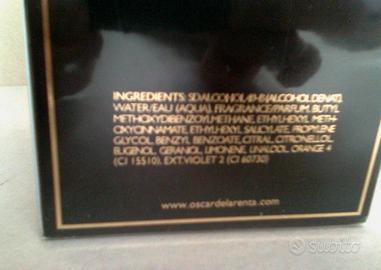 INGREDIENTS: SD ALCOHOL 40-B (ALCOHOL DENAT),
WATER/EAU (AQUA), FRAGRANCE/PARFUM, BUTYL
METHOXYDIBENZOYLMETHANE, ETHYLHEXYL METH-
OXYCINNAMATE, ETHYLHEXYL SALICYLATE, PROPYLENE
GLYCOL, BENZYL BENZOATE, CITRAL, CITRONELLOL
EUGENOL, GERANIOL, LIMONENE, LINALOOL, ORANGE 4
(CI 15510), EXT.VIOLET 2 (CI 60730)
www.oscardelarenta.com
subito